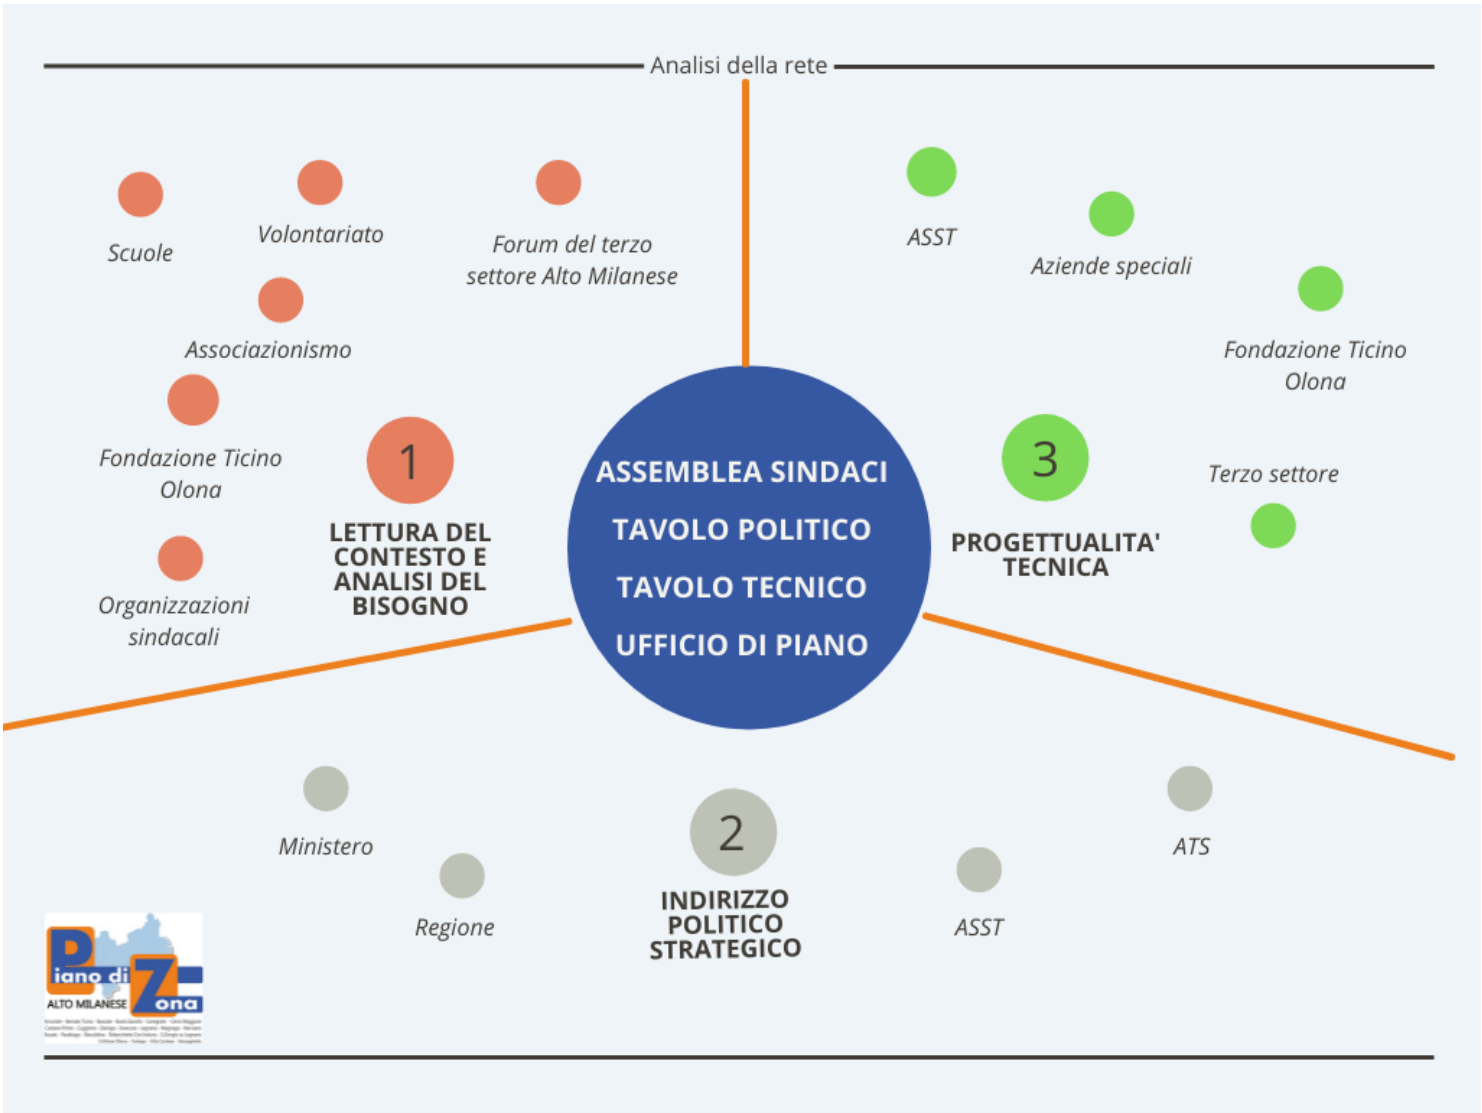 Analisi della rete
Scuole
Volontariato
Forum del terzo
settore Alto Milanese
Associazionismo
Fondazione Ticino
Olona
Organizzazioni
sindacali
1
LETTURA DEL
CONTESTO E
ANALISI DEL
BISOGNO
ASSEMBLEA SINDACI
TAVOLO POLITICO
TAVOLO TECNICO
UFFICIO DI PIANO
ASST
Aziende speciali
Fondazione Ticino
Olona
Terzo settore
3
PROGETTUALITA'
TECNICA
Ministero
Regione
2
INDIRIZZO
POLITICO
STRATEGICO
ASST
ATS
Piano di
ALTO MILANESE Zona